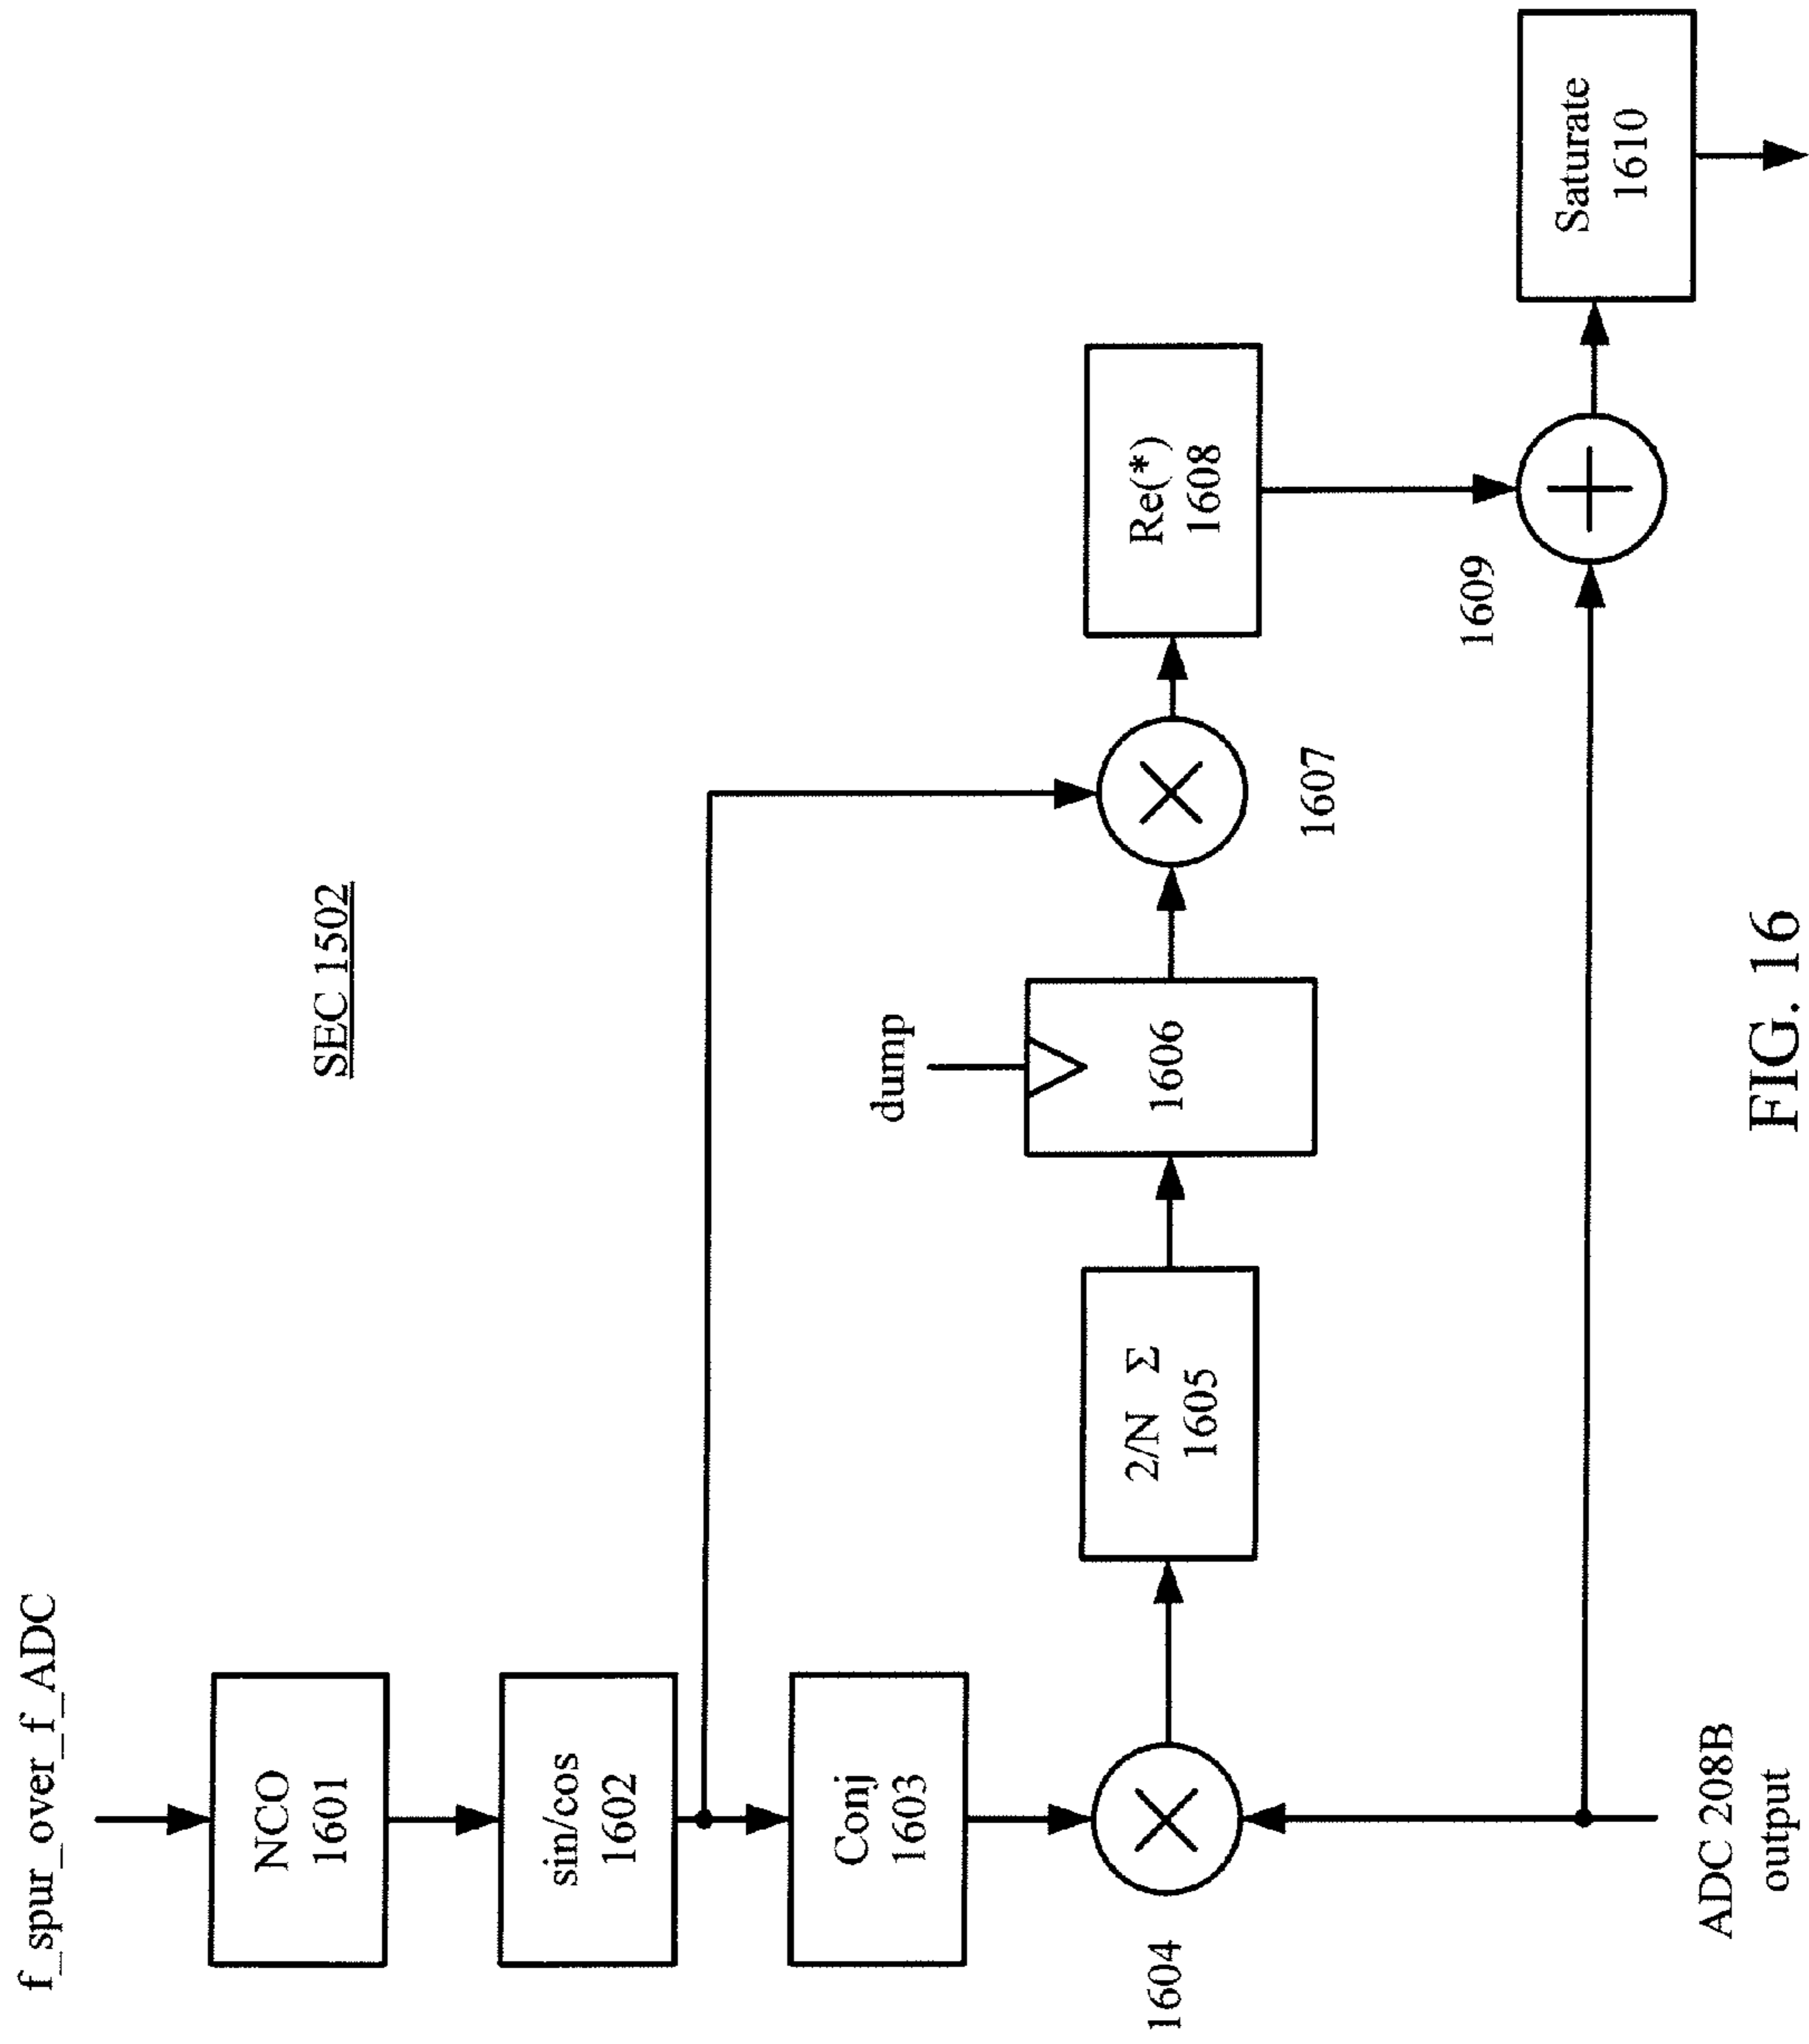 SEC 1502
f_spur_over_f_ADC
NCO
1601
sin/cos
1602
Conj
1603
1604
ADC 208B
output
2/N Σ
1605
dump
1606
1607
Re(*)
1608
1609
Saturate
1610
FIG. 16